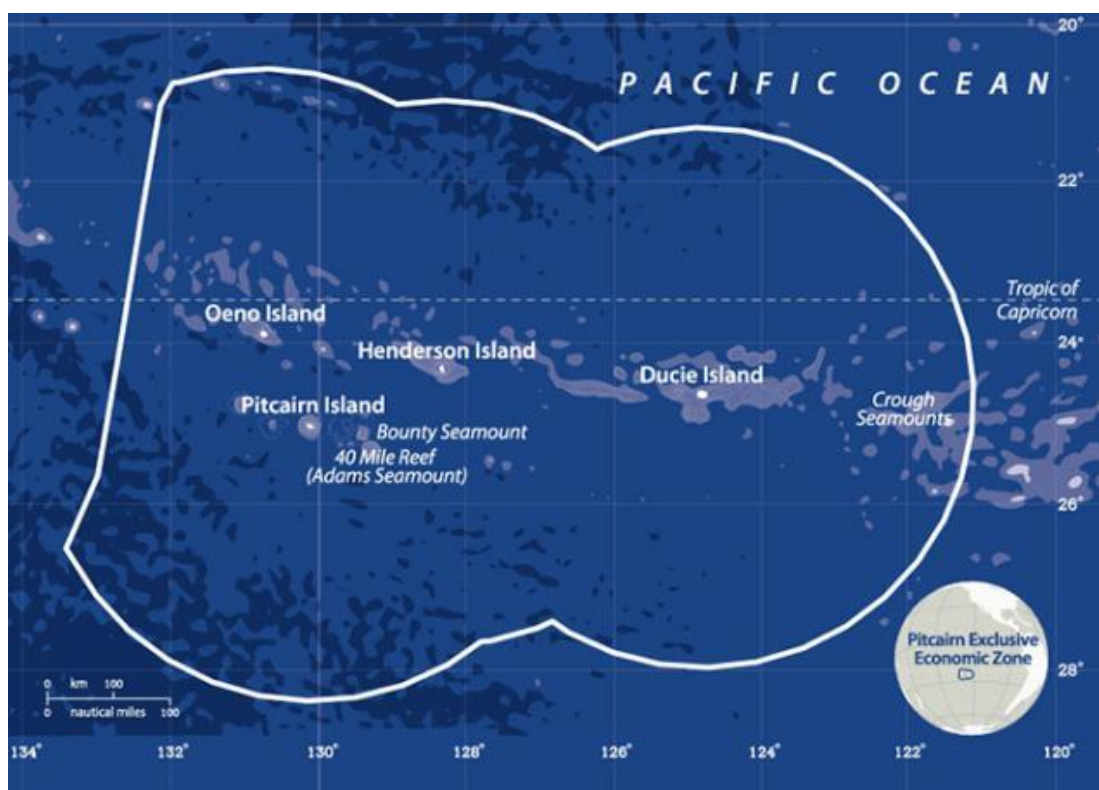 20°
PACIFIC OCEAN
22°
Tropic of
Capricorn
Oeno Island
24°
Henderson Island
Ducie Island
Pitcairn Island
Crough
Seamounts
Bounty Seamount
40 Mile Reef
(Adams Seamount)
26°
Pitcairn Exclusive
Economic Zone
28°
0 km 100
0 nautical miles 100
134° 132° 130° 128° 126° 124° 122° 120°